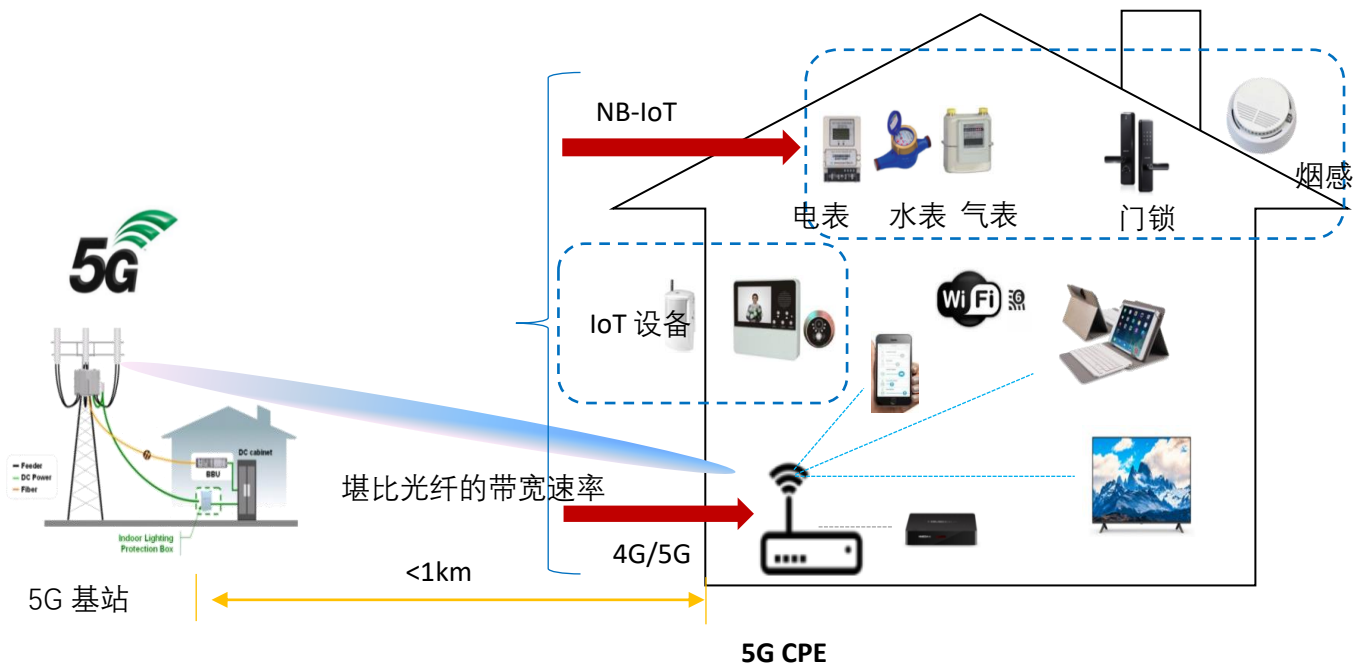 NB-IoT
烟感
电表
水表
气表
门锁
5G
WiFi 6
IoT 设备
DC cabinet
BBU
Feeder
DC Power
Fiber
堪比光纤的带宽速率
Indoor Lighting
Protection Box
4G/5G
<1km
5G 基站
5G CPE